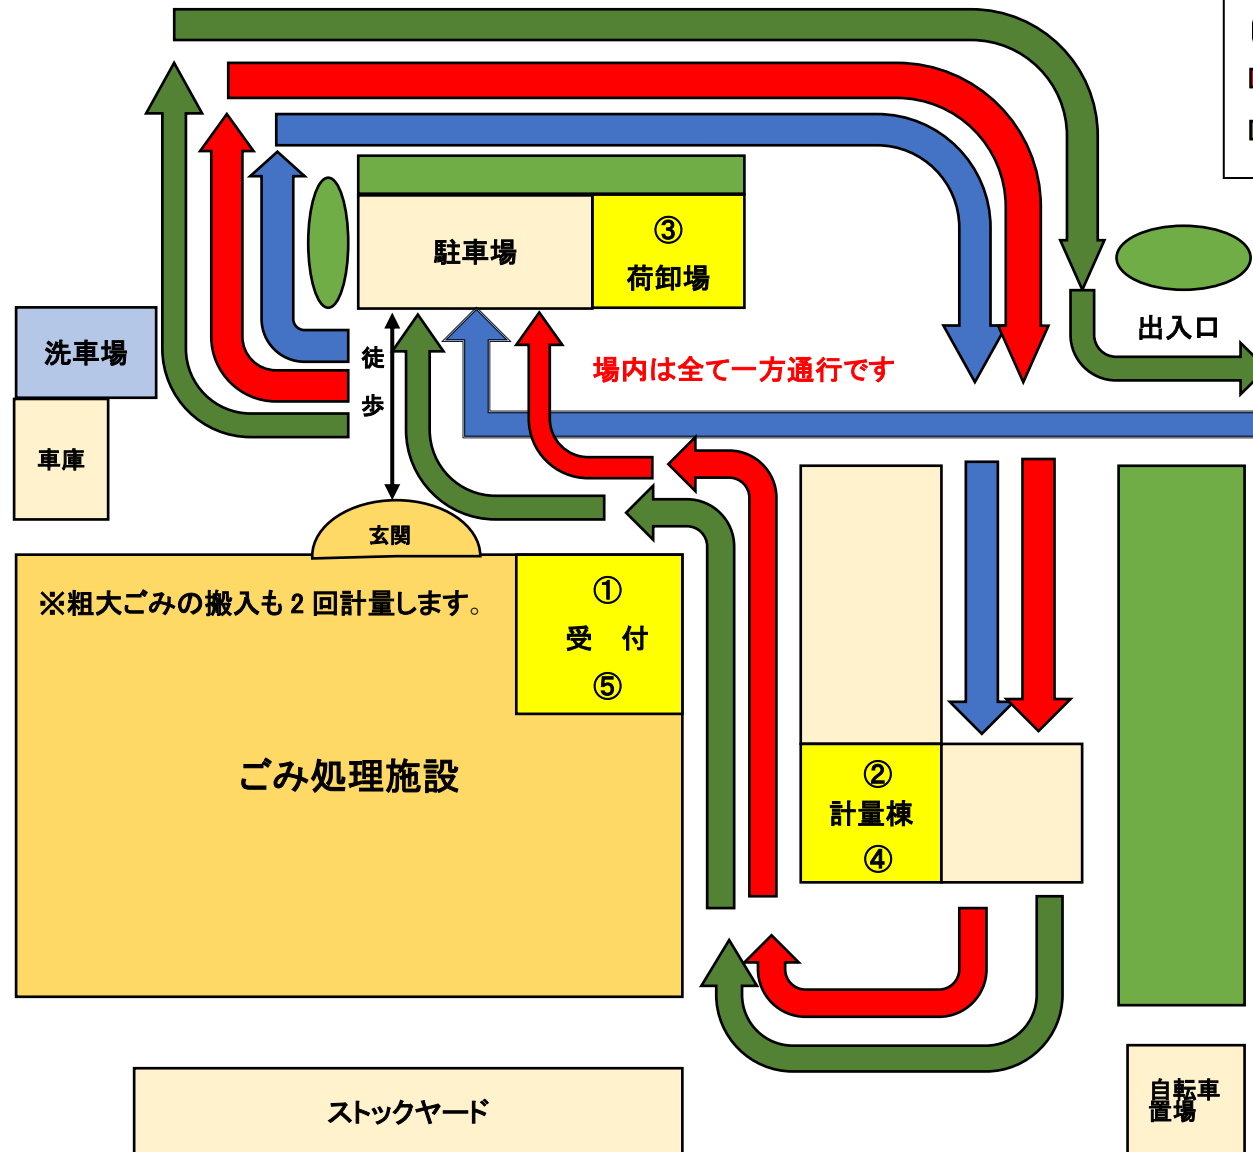 ③
駐車場
荷卸場
出入口
洗車場
徒
歩
場内は全て一方通行です
車庫
玄関
①
※粗大ごみの搬入も2回計量します。
受 付
⑤
ごみ処理施設
②
計量棟
④
自転車
置場
ストックヤード